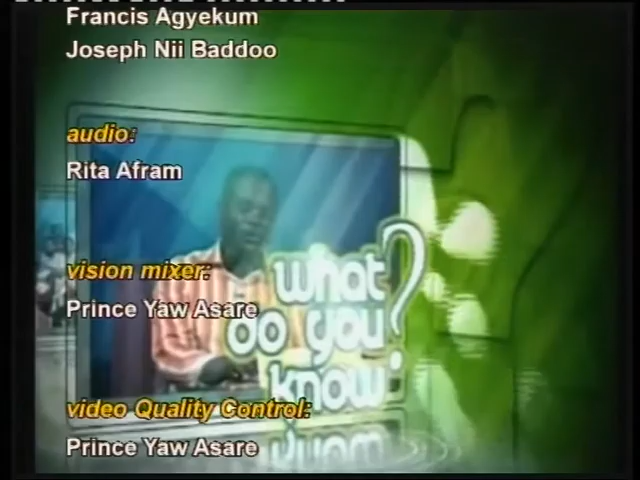 Francis Agyekum
Joseph Nii Baddoo
audio:
Rita Afram
vision mixer:
Prince Yaw Asare
what
do you
know?
video Quality Control:
Prince Yaw Asare